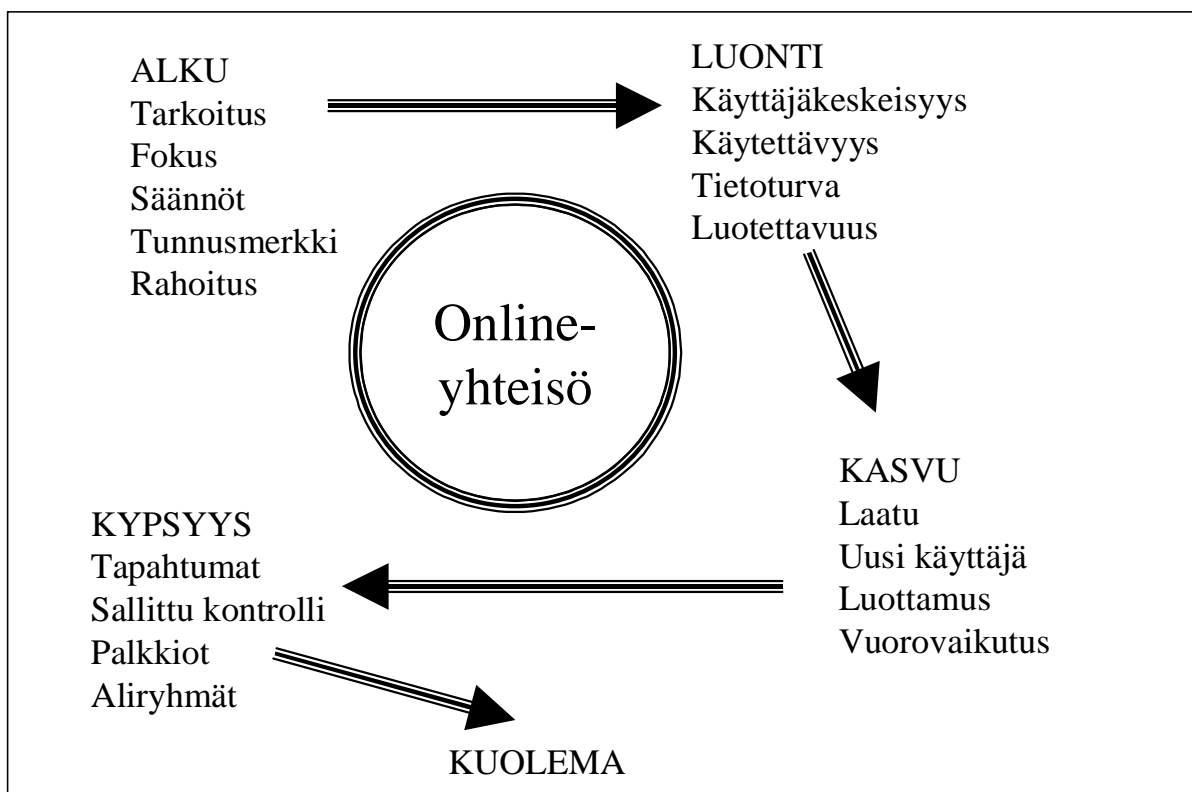 ALKU
Tarkoitus
Fokus
Säännöt
Tunnusmerkki
Rahoitus
LUONTI
Käyttäjäkeskeisyys
Käytettävyys
Tietoturva
Luotettavuus
Online-
yhteisö
KASVU
Laatu
Uusi käyttäjä
Luottamus
Vuorovaikutus
KYPSYYS
Tapahtumat
Sallittu kontrolli
Palkkiot
Aliryhmät
KUOLEMA